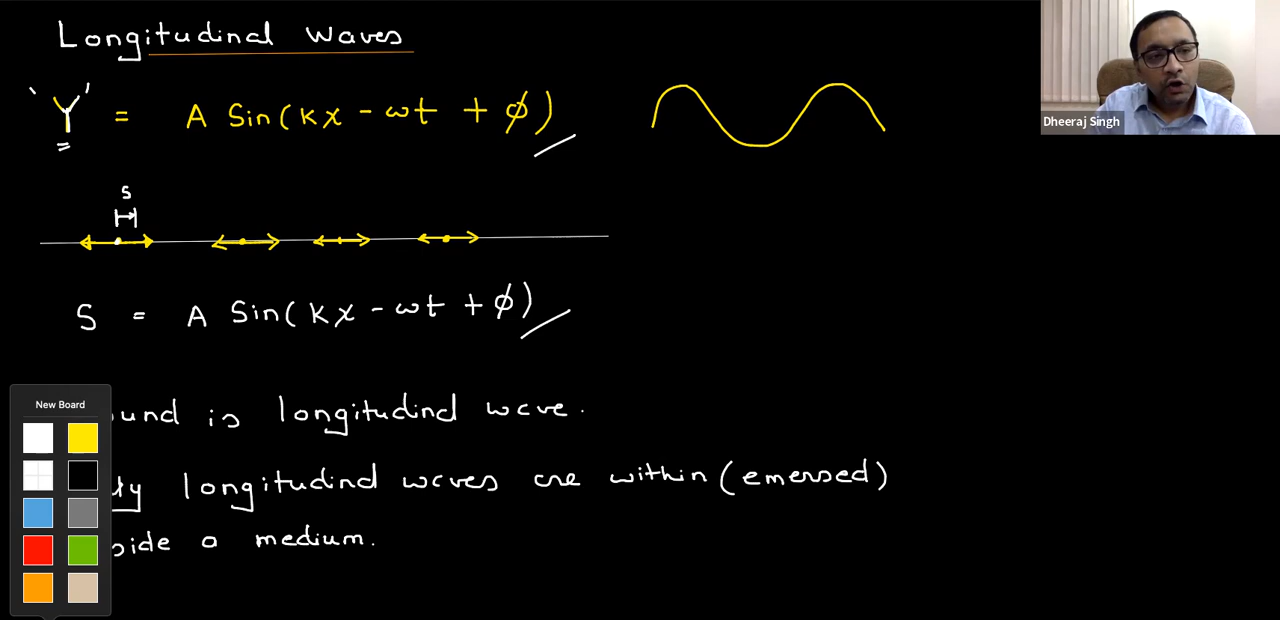 Longitudinal Waves
'Y' = A Sin(kx - ωt + φ)
Dheeraj Singh
S
S = A Sin(kx - ωt + φ)
New Board
ound is longitudinal wave.
longitudinal waves are within (emersed)
side a medium.